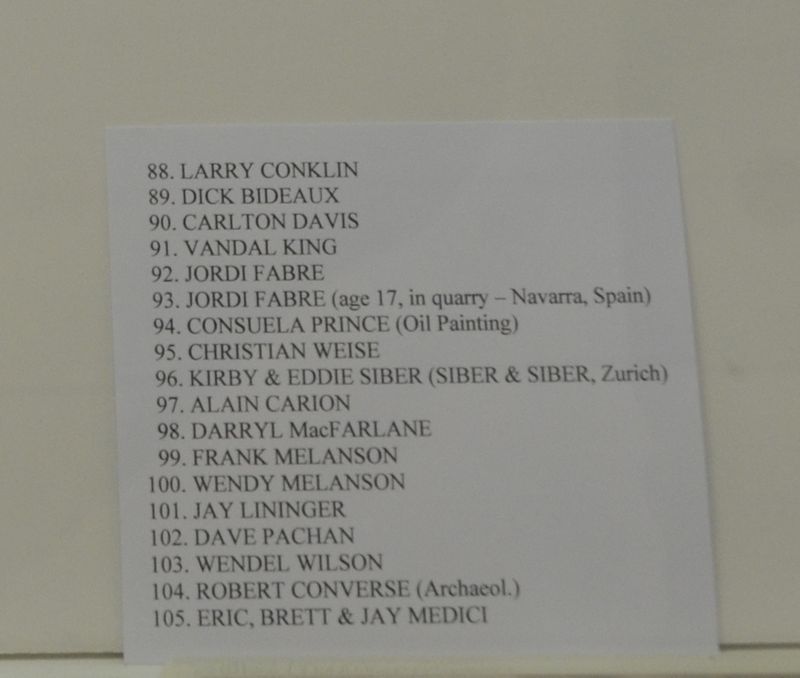 88. LARRY CONKLIN
89. DICK BIDEAUX
90. CARLTON DAVIS
91. VANDAL KING
92. JORDI FABRE
93. JORDI FABRE (age 17, in quarry – Navarra, Spain)
94. CONSUELA PRINCE (Oil Painting)
95. CHRISTIAN WEISE
96. KIRBY & EDDIE SIBER (SIBER & SIBER, Zurich)
97. ALAIN CARION
98. DARRYL MacFARLANE
99. FRANK MELANSON
100. WENDY MELANSON
101. JAY LININGER
102. DAVE PACHAN
103. WENDEL WILSON
104. ROBERT CONVERSE (Archaeol.)
105. ERIC, BRETT & JAY MEDICI